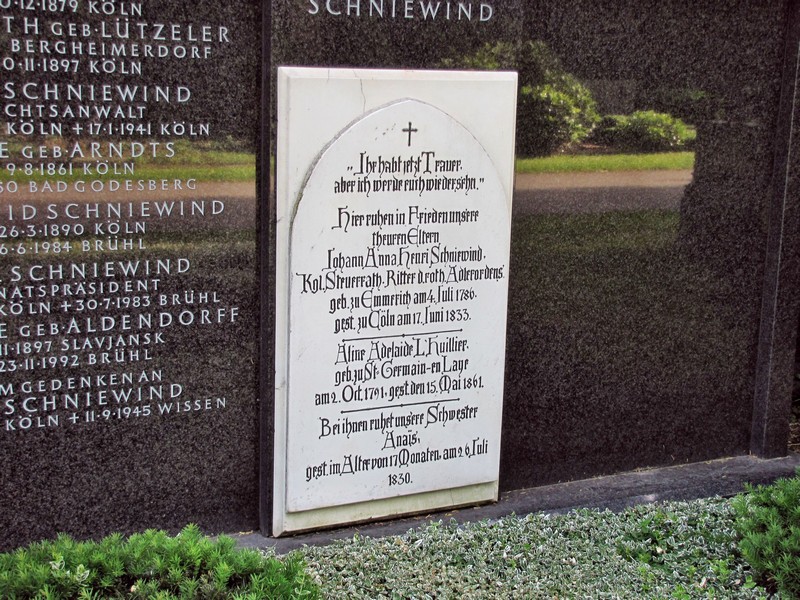 0·12·1879 KÖLN
TH GEB·LÜTZELER
BERGHEIMERDORF
0·11·1897 KÖLN
SCHNIEWIND
CHTSANWALT
KÖLN +17·1·1941 KÖLN
E GEB·ARNDTS
9·8·1861 KÖLN
50 BAD GODESBERG
ID SCHNIEWIND
26·3·1890 KÖLN
6·6·1984 BRÜHL
SCHNIEWIND
NATSPRÄSIDENT
KÖLN +30·7·1983 BRÜHL
E GEB·ALDENDORFF
11·1897 SLAVJANSK
23·11·1992 BRÜHL
M GEDENKEN AN
SCHNIEWIND
KÖLN +11·9·1945 WISSEN
SCHNIEWIND
„Ihr habt jetzt Trauer,
aber ich werde euch wiedersehn."
Hier ruhen in Frieden unsere
theuren Eltern
Johann, Anna, Henri Schniewind,
Kgl. Steuerrath, Ritter d. roth. Adlerordens
geb. zu Emmerich am 4. Juli 1786.
gest. zu Cöln am 17. Juni 1833.
Aline Adelaide L'Huillier.
geb. zu St-Germain-en Laye
am 2. Oct. 1791, gest. den 15. Mai 1861.
Bei ihnen ruhet unsere Schwester
Anaïs,
gest. im Alter von 17 Monaten, am 26. Juli
1830.